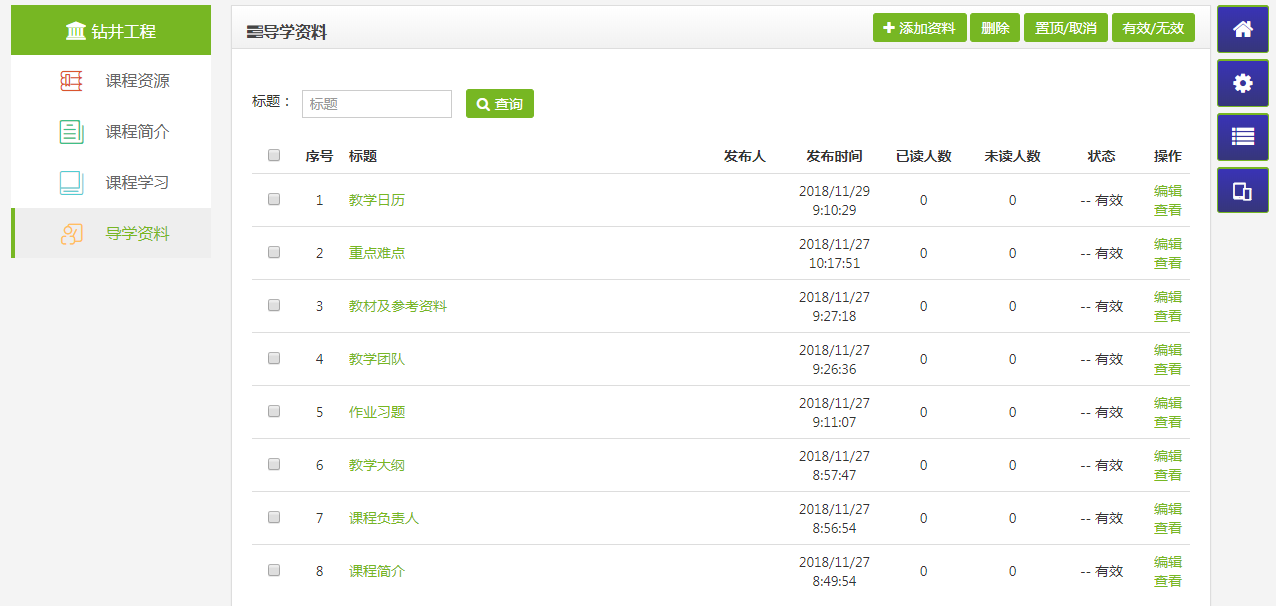 钻井工程
课程资源
课程简介
课程学习
导学资料
导学资料
添加资料 删除 置顶/取消 有效/无效
标题： 标题 查询
序号 标题 发布人 发布时间 已读人数 未读人数 状态 操作
1 教学日历 2018/11/29 9:10:29 0 0 -- 有效 编辑 查看
2 重点难点 2018/11/27 10:17:51 0 0 -- 有效 编辑 查看
3 教材及参考资料 2018/11/27 9:27:18 0 0 -- 有效 编辑 查看
4 教学团队 2018/11/27 9:26:36 0 0 -- 有效 编辑 查看
5 作业习题 2018/11/27 9:11:07 0 0 -- 有效 编辑 查看
6 教学大纲 2018/11/27 8:57:47 0 0 -- 有效 编辑 查看
7 课程负责人 2018/11/27 8:56:54 0 0 -- 有效 编辑 查看
8 课程简介 2018/11/27 8:49:54 0 0 -- 有效 编辑 查看